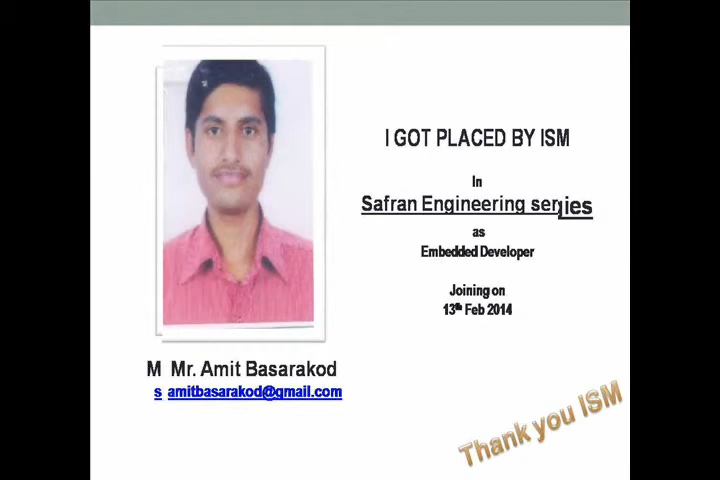 I GOT PLACED BY ISM
In
Safran Engineering
as
Embedded Developer
Joining on
13th Feb 2014
M Mr. Amit Basarakod
s amitbasarakod@gmail.com
Thank you ISM